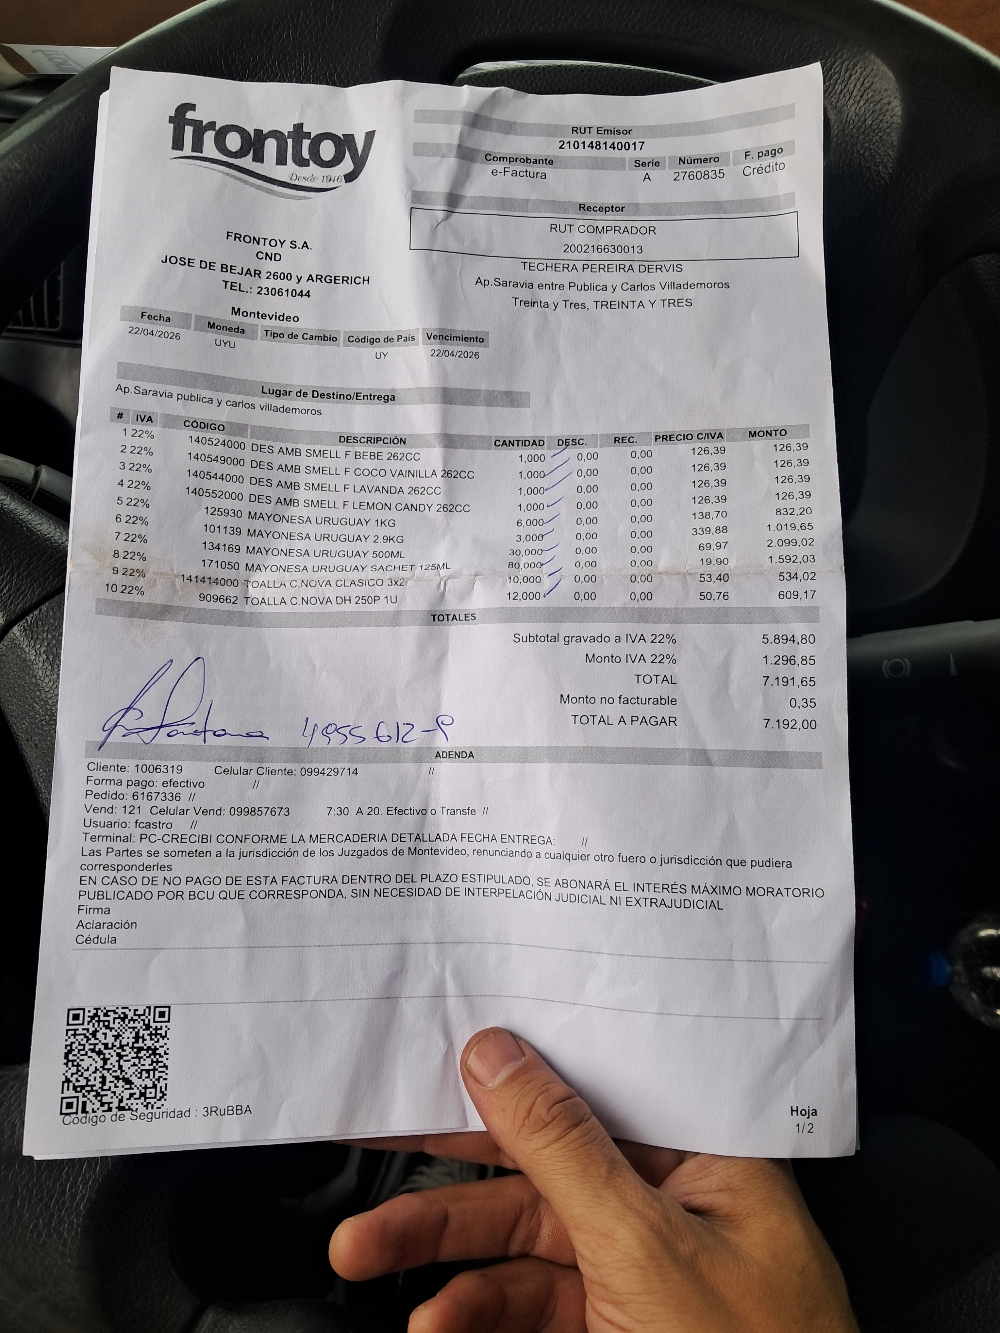 frontoy
Desde 1946
RUT Emisor
210148140017
Comprobante Serie Número F. pago
e-Factura A 2760835 Crédito
Receptor
RUT COMPRADOR
200216630013
TECHERA PEREIRA DERVIS
Ap.Saravia entre Publica y Carlos Villademoros
Treinta y Tres, TREINTA Y TRES
FRONTOY S.A.
CND
JOSE DE BEJAR 2600 y ARGERICH
TEL.: 23061044
Montevideo
Fecha Moneda Tipo de Cambio Código de País Vencimiento
22/04/2026 UYU UY 22/04/2026
Lugar de Destino/Entrega
Ap.Saravia publica y carlos villademoros
# IVA CÓDIGO DESCRIPCIÓN CANTIDAD DESC. REC. PRECIO C/IVA MONTO
1 22% 140524000 DES AMB SMELL F BEBE 262CC 1,000 0,00 0,00 126,39 126,39
2 22% 140549000 DES AMB SMELL F COCO VAINILLA 262CC 1,000 0,00 0,00 126,39 126,39
3 22% 140544000 DES AMB SMELL F LAVANDA 262CC 1,000 0,00 0,00 126,39 126,39
4 22% 140552000 DES AMB SMELL F LEMON CANDY 262CC 1,000 0,00 0,00 126,39 126,39
5 22% 125930 MAYONESA URUGUAY 1KG 6,000 0,00 0,00 138,70 832,20
6 22% 101139 MAYONESA URUGUAY 2.9KG 3,000 0,00 0,00 339,88 1.019,65
7 22% 134169 MAYONESA URUGUAY 500ML 30,000 0,00 0,00 69,97 2.099,02
8 22% 171050 MAYONESA URUGUAY SACHET 125ML 80,000 0,00 0,00 19,90 1.592,03
9 22% 141414000 TOALLA C.NOVA CLASICO 3x2 10,000 0,00 0,00 53,40 534,02
10 22% 909662 TOALLA C.NOVA DH 250P 1U 12,000 0,00 0,00 50,76 609,17
TOTALES
Subtotal gravado a IVA 22% 5.894,80
Monto IVA 22% 1.296,85
TOTAL 7.191,65
Monto no facturable 0,35
TOTAL A PAGAR 7.192,00
ADENDA
Cliente: 1006319 Celular Cliente: 099429714 //
Forma pago: efectivo //
Pedido: 6167336 //
Vend: 121 Celular Vend: 099857673 7:30 A 20. Efectivo o Transfe //
Usuario: fcastro //
Terminal: PC-CRECIBI CONFORME LA MERCADERIA DETALLADA FECHA ENTREGA: //
Las Partes se someten a la jurisdicción de los Juzgados de Montevideo, renunciando a cualquier otro fuero o jurisdicción que pudiera
corresponderles
EN CASO DE NO PAGO DE ESTA FACTURA DENTRO DEL PLAZO ESTIPULADO, SE ABONARÁ EL INTERÉS MÁXIMO MORATORIO
PUBLICADO POR BCU QUE CORRESPONDA, SIN NECESIDAD DE INTERPELACIÓN JUDICIAL NI EXTRAJUDICIAL
Firma
Aclaración
Cédula
Código de Seguridad : 3RuBBA
Hoja
1/2